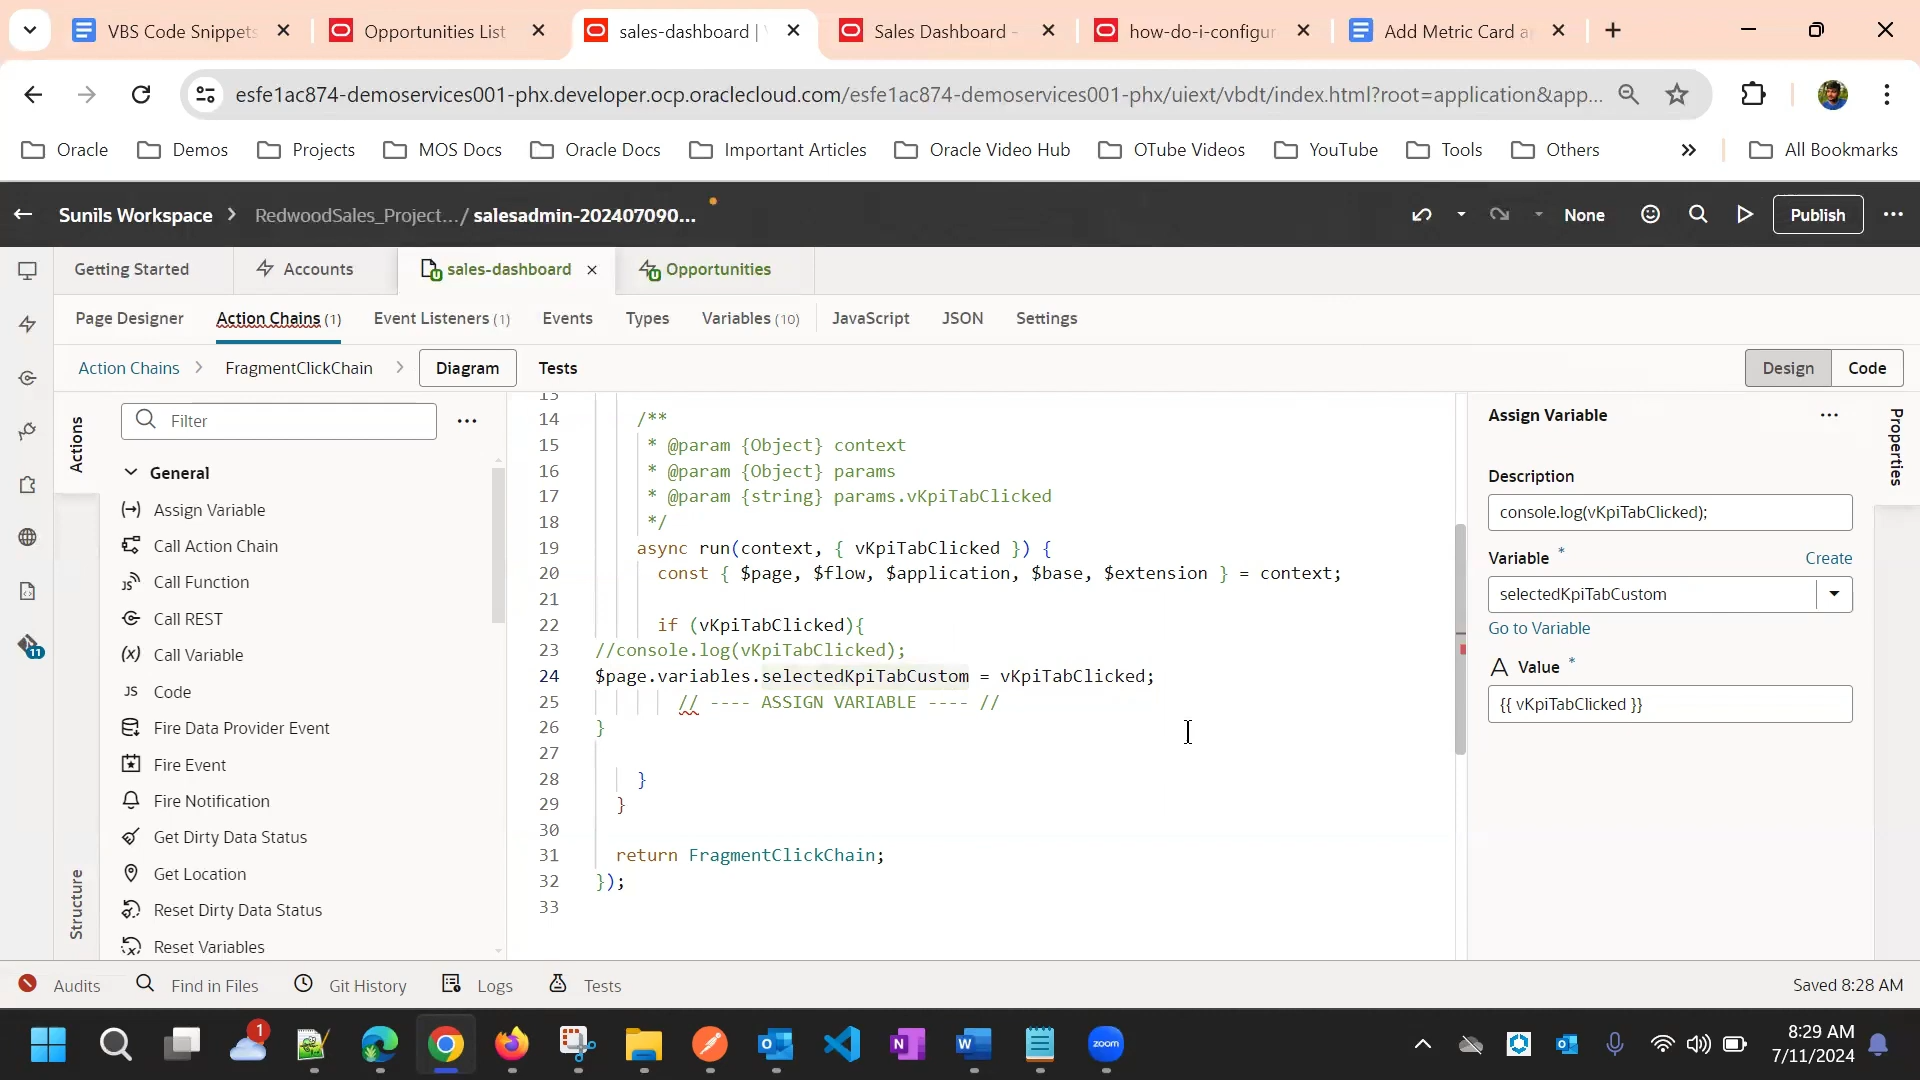 VBS Code Snippets
Opportunities List
sales-dashboard |
Sales Dashboard -
how-do-i-configur
Add Metric Card a
esfe1ac874-demoservices001-phx.developer.ocp.oraclecloud.com/esfe1ac874-demoservices001-phx/uiext/vbdt/index.html?root=application&app...
Oracle Demos Projects MOS Docs Oracle Docs Important Articles Oracle Video Hub OTube Videos YouTube Tools Others » All Bookmarks
Sunils Workspace > RedwoodSales_Project.../ salesadmin-202407090... None Publish
Getting Started Accounts sales-dashboard Opportunities
Page Designer Action Chains (1) Event Listeners (1) Events Types Variables (10) JavaScript JSON Settings
Action Chains > FragmentClickChain > Diagram Tests Design Code
Actions
Structure
Filter
General
Assign Variable
Call Action Chain
Call Function
Call REST
Call Variable
JS Code
Fire Data Provider Event
Fire Event
Fire Notification
Get Dirty Data Status
Get Location
Reset Dirty Data Status
Reset Variables
13
14 /**
15 * @param {Object} context
16 * @param {Object} params
17 * @param {string} params.vKpiTabClicked
18 */
19 async run(context, { vKpiTabClicked }) {
20 const { $page, $flow, $application, $base, $extension } = context;
21
22 if (vKpiTabClicked){
23 //console.log(vKpiTabClicked);
24 $page.variables.selectedKpiTabCustom = vKpiTabClicked;
25 // ---- ASSIGN VARIABLE ---- //
26 }
27
28 }
29 }
30
31 return FragmentClickChain;
32 });
33
Assign Variable
Properties
Description
console.log(vKpiTabClicked);
Variable * Create
selectedKpiTabCustom
Go to Variable
Value *
{{ vKpiTabClicked }}
11
Audits Find in Files Git History Logs Tests Saved 8:28 AM
1
zoom
8:29 AM
7/11/2024